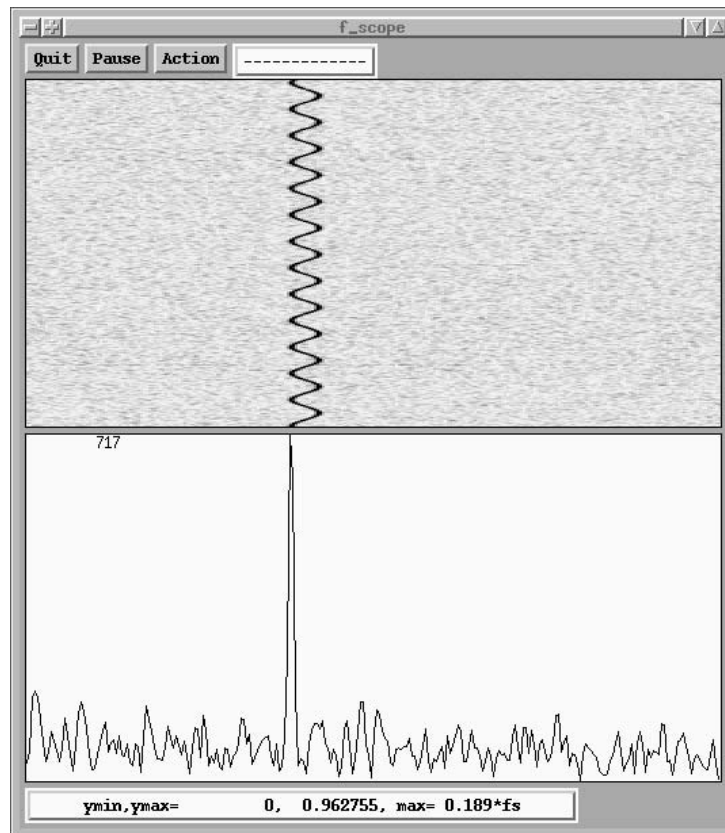 f_scope
Quit Pause Action -------------
717
ymin,ymax= 0, 0.962755, max= 0.189*fs